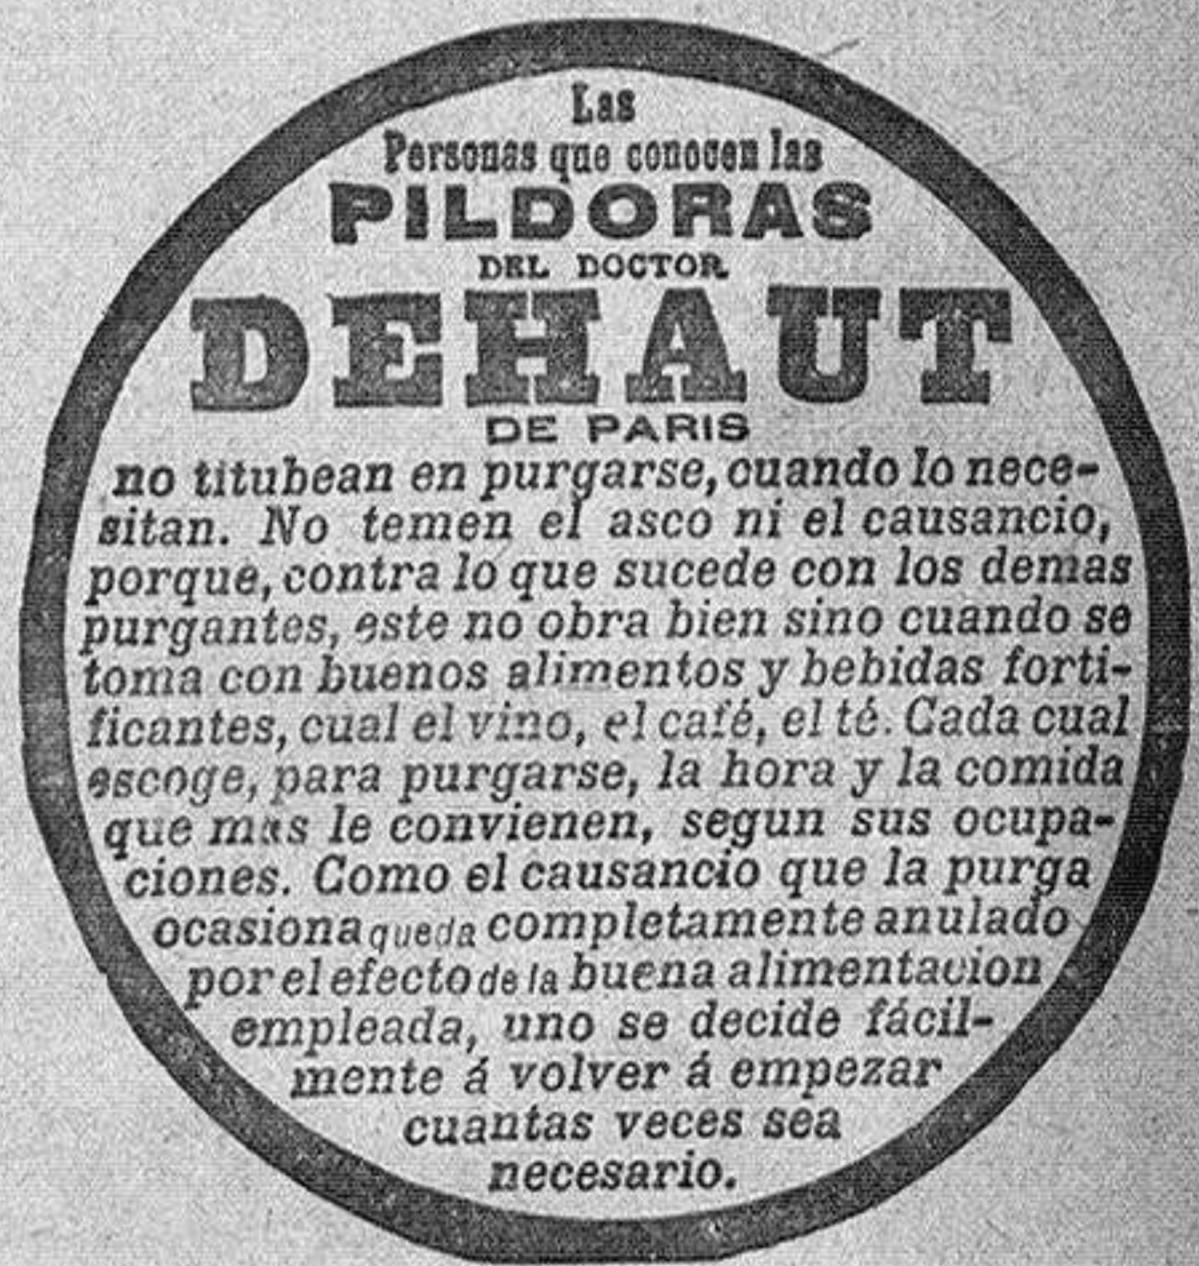 Las
Personas que conocen las
PILDORAS
DEL DOCTOR
DEHAUT
DE PARIS
no titubean en purgarse, cuando lo nece-
sitan. No temen el asco ni el causancio,
porque, contra lo que sucede con los demas
purgantes, este no obra bien sino cuando se
toma con buenos alimentos y bebidas forti-
ficantes, cual el vino, el café, el té. Cada cual
escoge, para purgarse, la hora y la comida
que mas le convienen, segun sus ocupa-
ciones. Como el causancio que la purga
ocasiona queda completamente anulado
por el efecto de la buena alimentacion
empleada, uno se decide fácil-
mente á volver á empezar
cuantas veces sea
necesario.